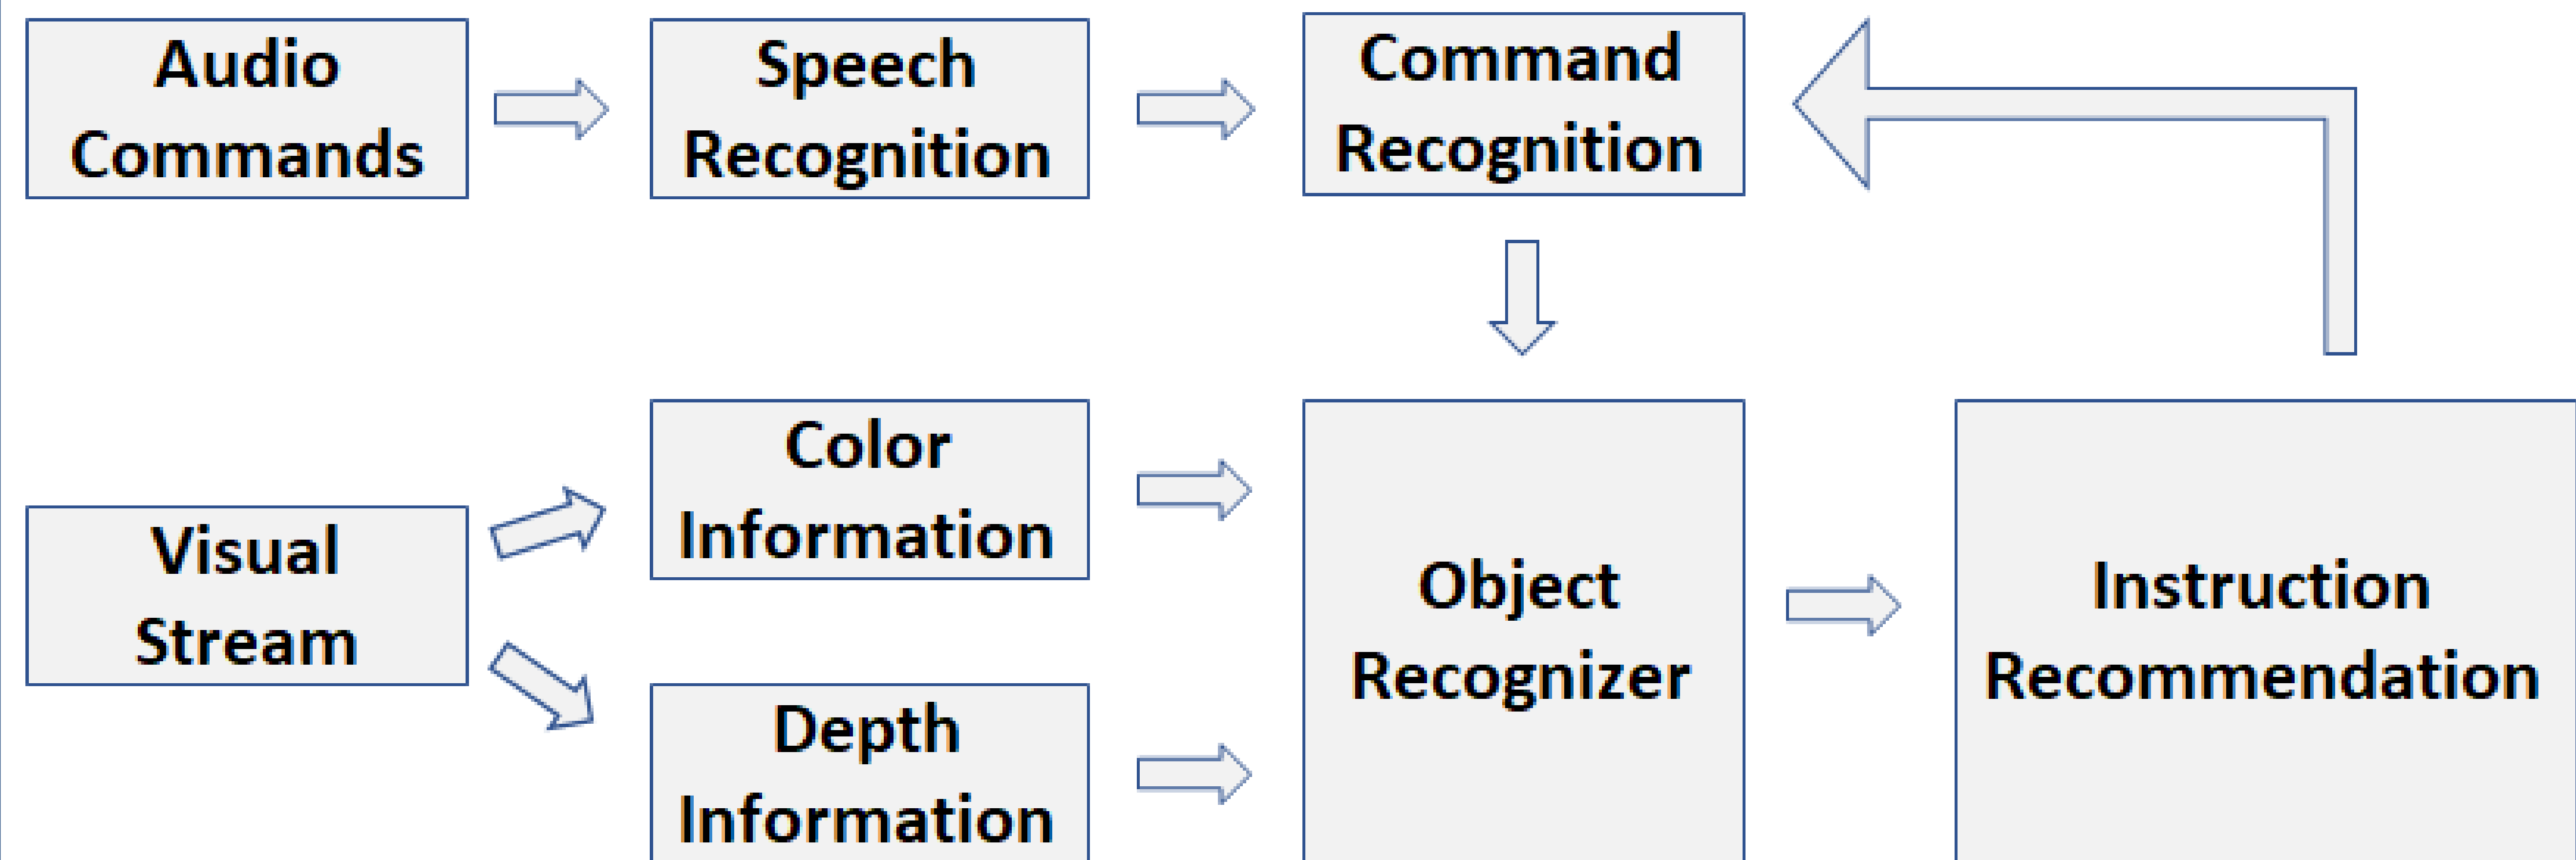 Audio
Commands
Speech
Recognition
Command
Recognition
Visual
Stream
Color
Information
Depth
Information
Object
Recognizer
Instruction
Recommendation